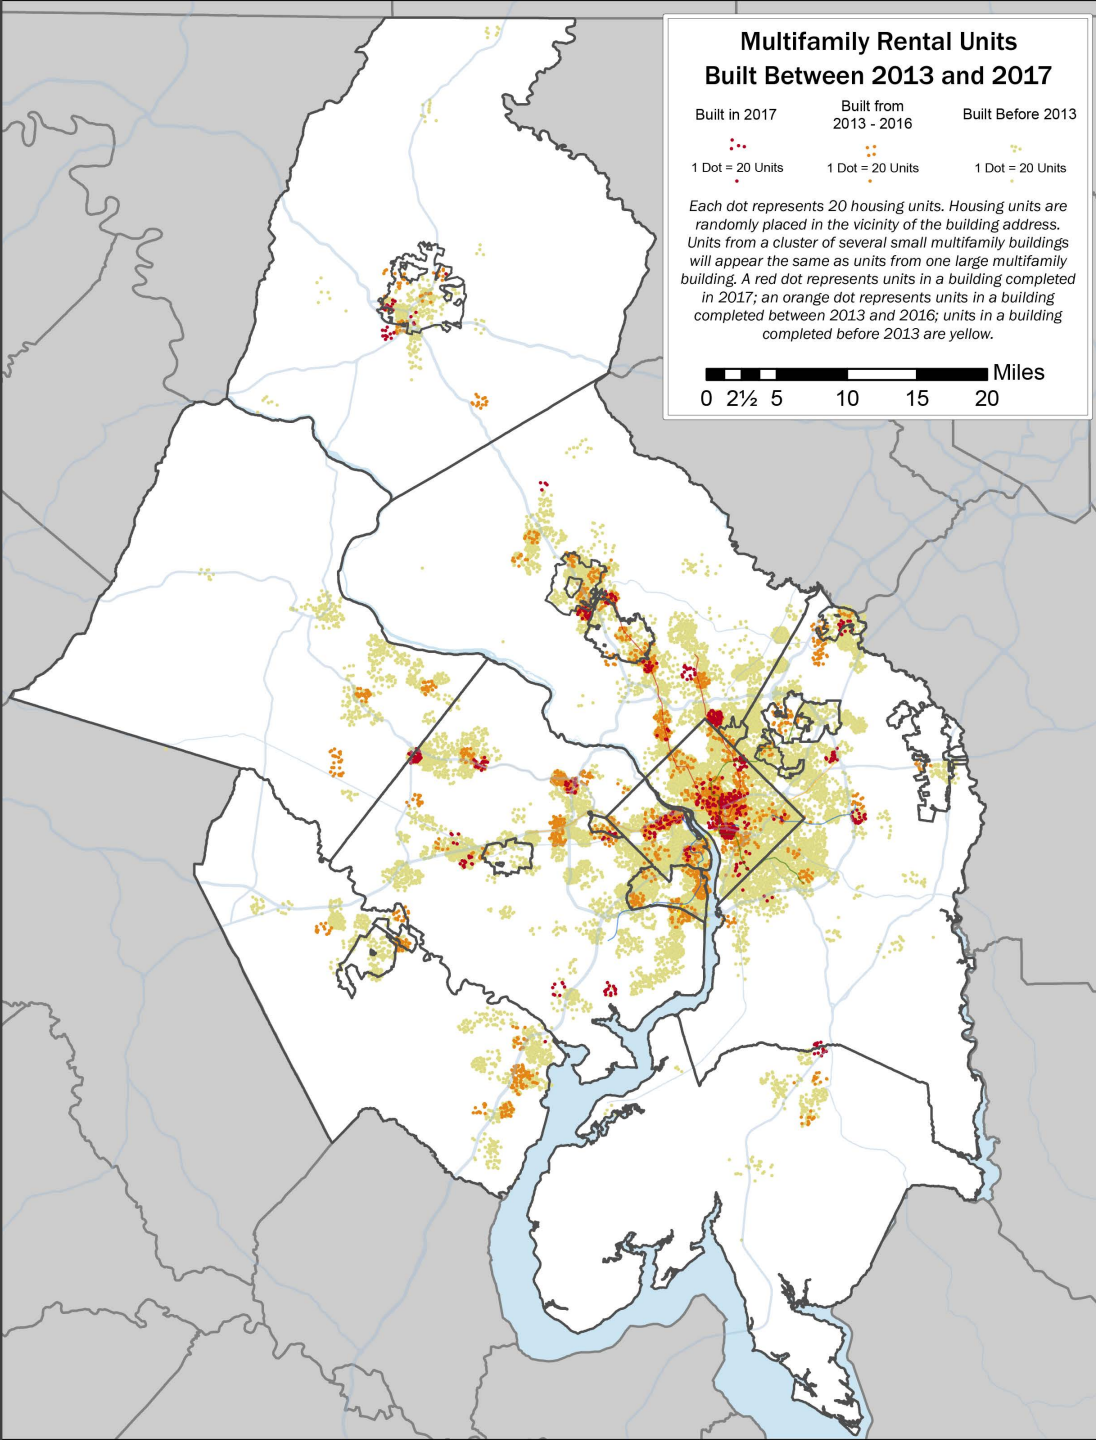 Multifamily Rental Units
Built Between 2013 and 2017
Built in 2017
Built from
2013 - 2016
Built Before 2013
1 Dot = 20 Units
1 Dot = 20 Units
1 Dot = 20 Units
Each dot represents 20 housing units. Housing units are
randomly placed in the vicinity of the building address.
Units from a cluster of several small multifamily buildings
will appear the same as units from one large multifamily
building. A red dot represents units in a building completed
in 2017; an orange dot represents units in a building
completed between 2013 and 2016; units in a building
completed before 2013 are yellow.
Miles
0 2½ 5 10 15 20